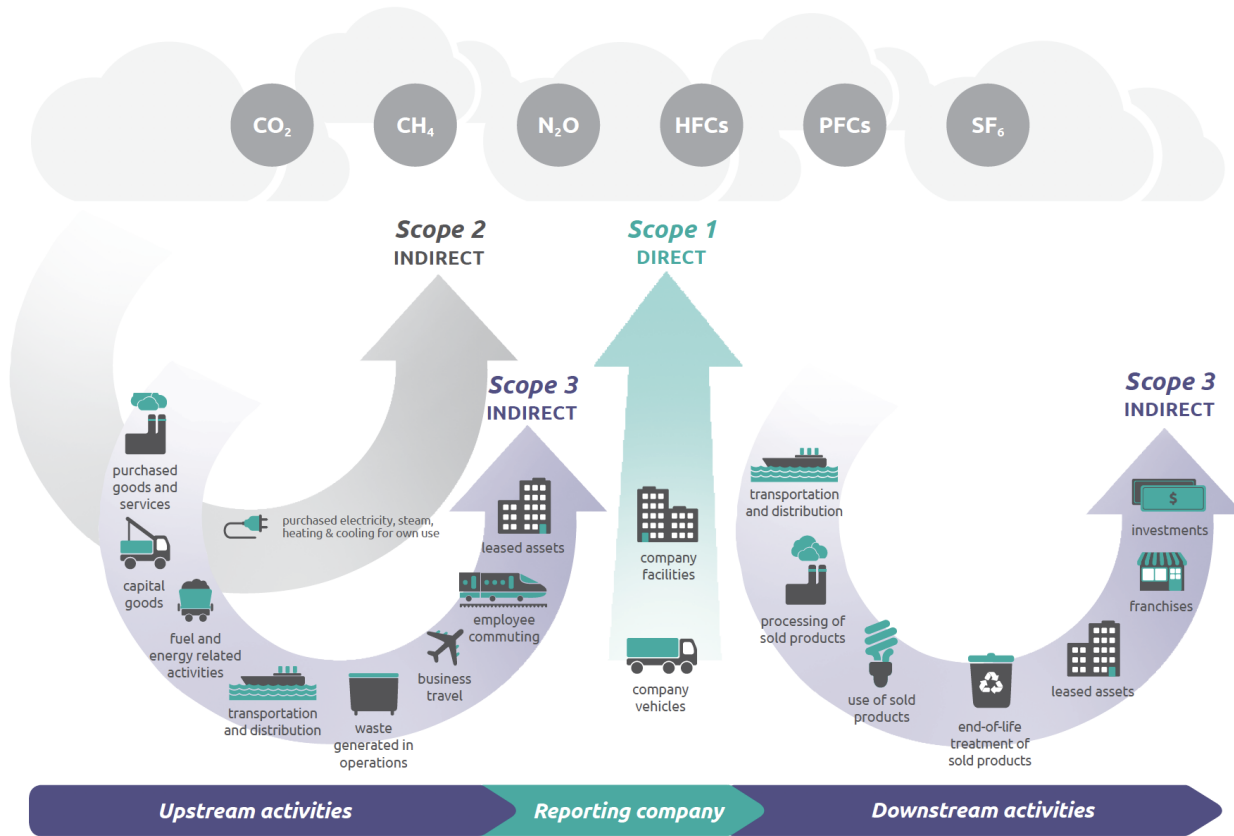 CO₂
CH₄
N₂O
HFCs
PFCs
SF₆
Scope 2
INDIRECT
Scope 1
DIRECT
Scope 3
INDIRECT
Scope 3
INDIRECT
purchased
goods and
services
capital
goods
fuel and
energy related
activities
purchased electricity, steam,
heating & cooling for own use
transportation
and distribution
waste
generated in
operations
business
travel
employee
commuting
leased assets
company
facilities
company
vehicles
transportation
and distribution
processing of
sold products
use of sold
products
end-of-life
treatment of
sold products
leased assets
franchises
$
investments
Upstream activities
Reporting company
Downstream activities